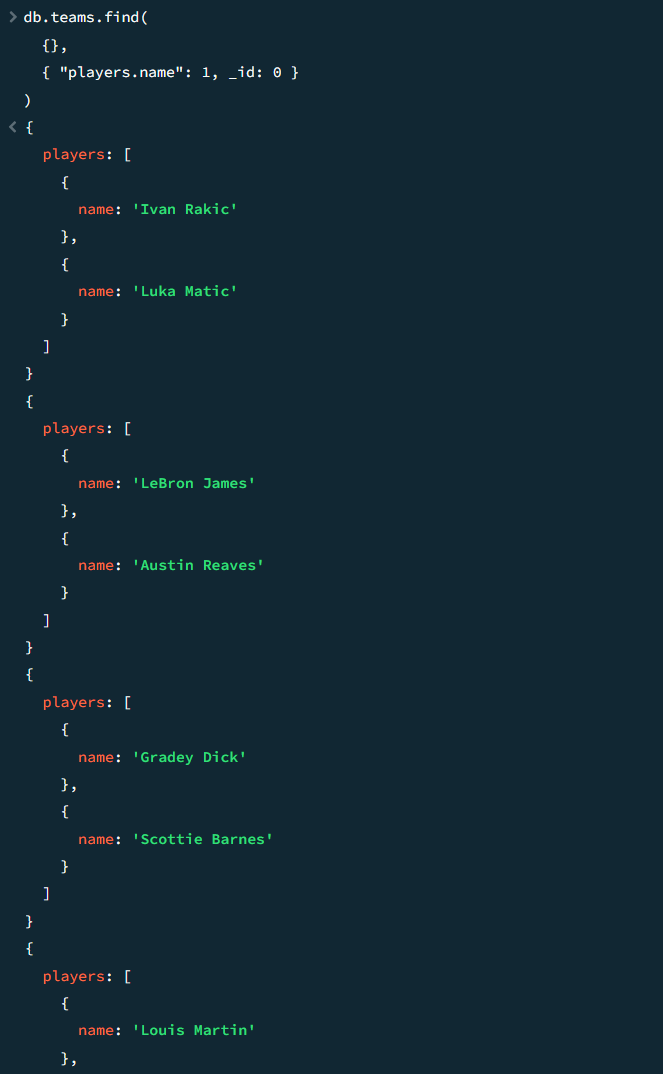 db.teams.find(
{},
{ "players.name": 1, _id: 0 }
)
{
players: [
{
name: 'Ivan Rakic'
},
{
name: 'Luka Matic'
}
]
}
{
players: [
{
name: 'LeBron James'
},
{
name: 'Austin Reaves'
}
]
}
{
players: [
{
name: 'Gradey Dick'
},
{
name: 'Scottie Barnes'
}
]
}
{
players: [
{
name: 'Louis Martin'
},